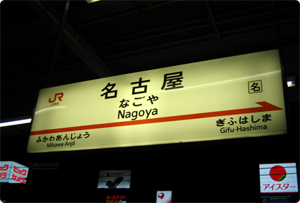 JR
名古屋
なごや
Nagoya
名
みかわあんじょう
Mikawa-Anjō
ぎふはしま
Gifu-Hashima
アイスター